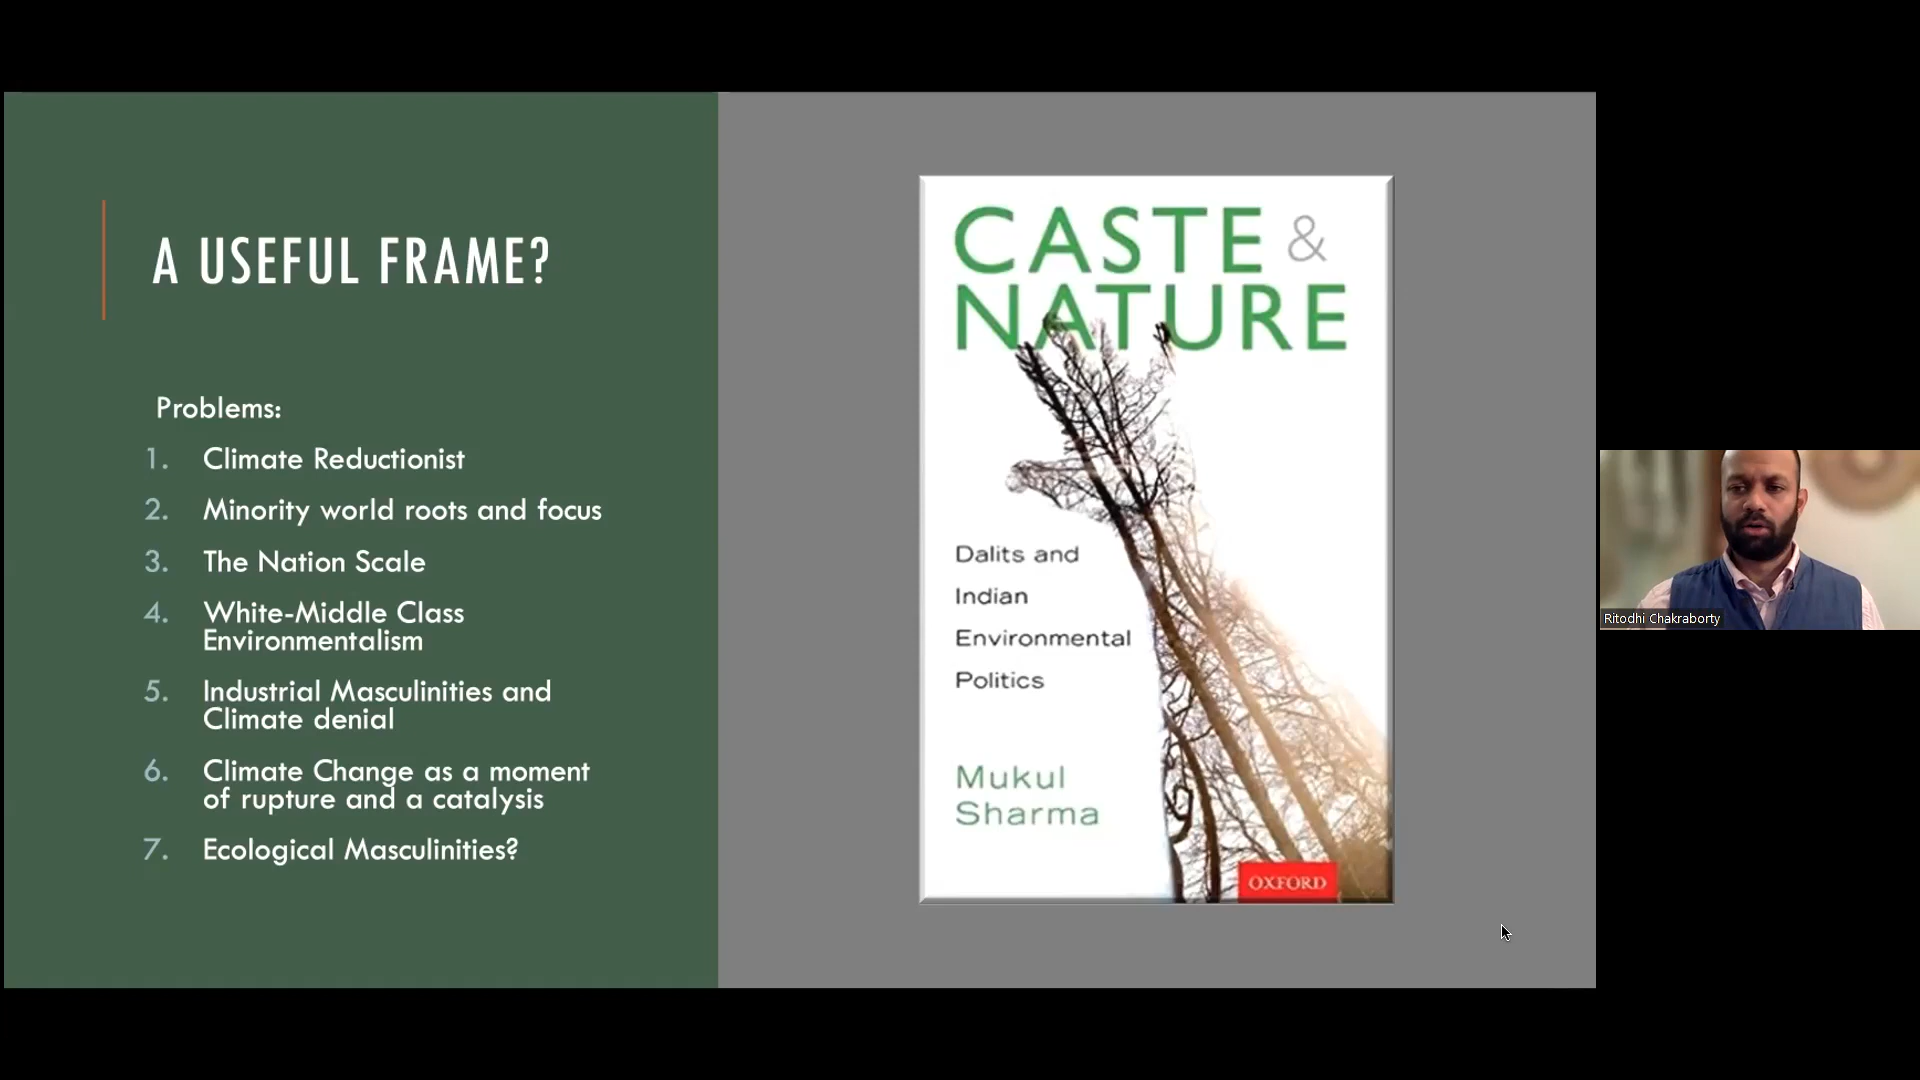 A USEFUL FRAME?
Problems:
1. Climate Reductionist
2. Minority world roots and focus
3. The Nation Scale
4. White-Middle Class
Environmentalism
5. Industrial Masculinities and
Climate denial
6. Climate Change as a moment
of rupture and a catalysis
7. Ecological Masculinities?
CASTE &
NATURE
Dalits and
Indian
Environmental
Politics
Mukul
Sharma
OXFORD
Ritodhi Chakraborty